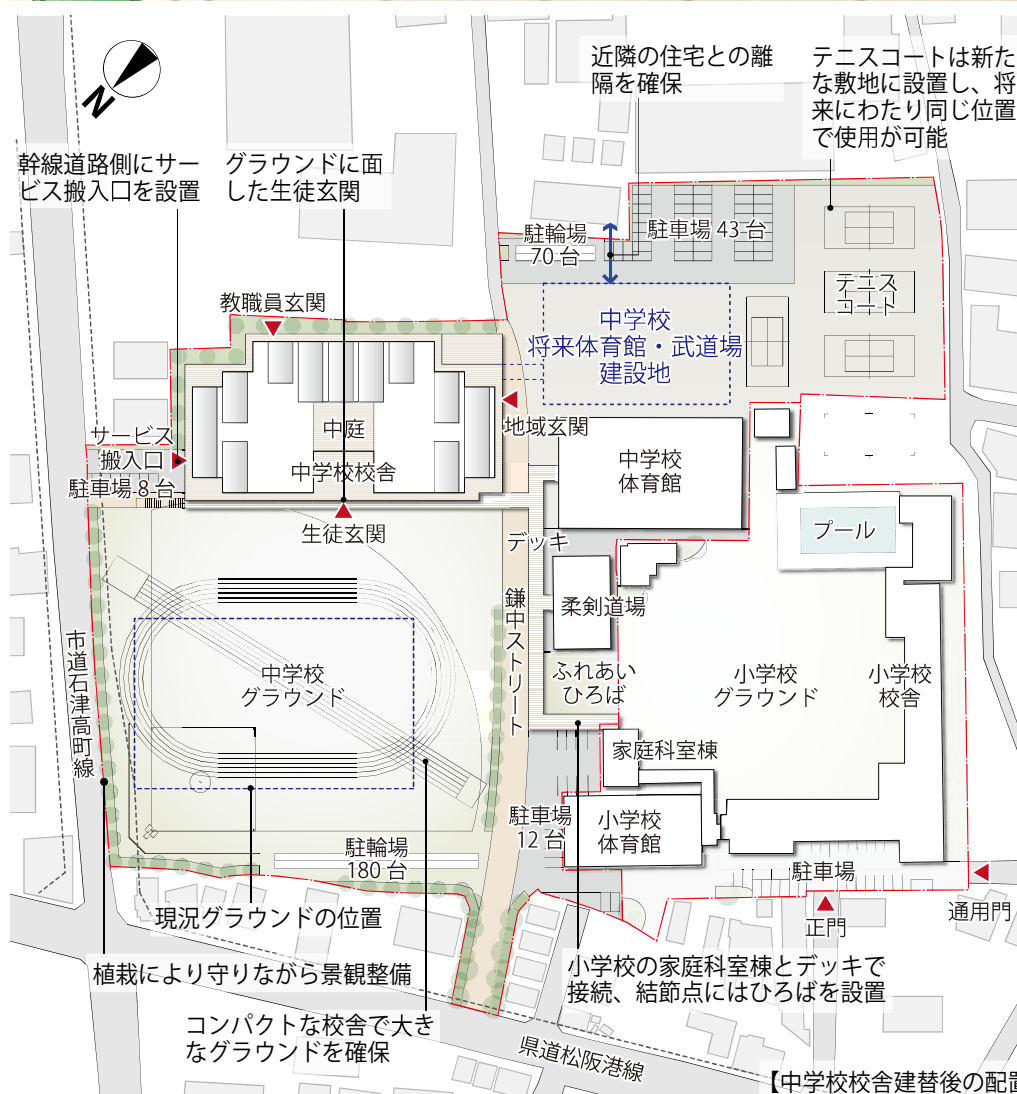 N
近隣の住宅との離
隔を確保
テニスコートは新た
な敷地に設置し、将
来にわたり同じ位置
で使用が可能
幹線道路側にサー
ビス搬入口を設置
グラウンドに面
した生徒玄関
駐輪場
70 台
駐車場 43 台
教職員玄関
テニス
コート
中学校
将来体育館・武道場
建設地
地域玄関
中庭
中学校校舎
サービス
搬入口
駐車場 8 台
中学校
体育館
生徒玄関
デッキ
プール
柔剣道場
鎌中ストリート
市道石津高町線
中学校
グラウンド
ふれあい
ひろば
小学校
グラウンド
小学校
校舎
家庭科室棟
駐車場
12 台
小学校
体育館
駐輪場
180 台
駐車場
正門
通用門
現況グラウンドの位置
植栽により守りながら景観整備
小学校の家庭科室棟とデッキで
接続、結節点にはひろばを設置
コンパクトな校舎で大き
なグラウンドを確保
県道松阪港線
【中学校校舎建替後の配置